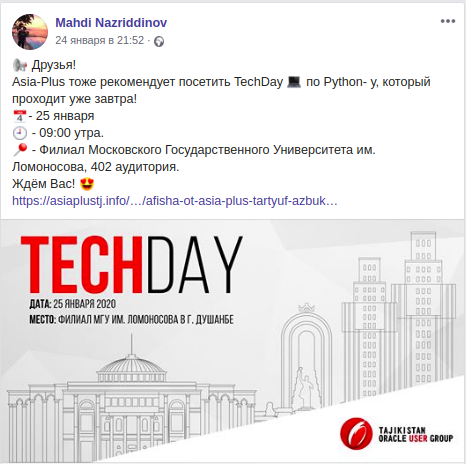 Mahdi Nazriddinov
24 января в 21:52 ·
Друзья!
Asia-Plus тоже рекомендует посетить TechDay 💻 по Python- у, который
проходит уже завтра!
📅 - 25 января
🕘 - 09:00 утра.
📍 - Филиал Московского Государственного Университета им.
Ломоносова, 402 аудитория.
Ждём Вас! 😍
https://asiaplustj.info/…/afisha-ot-asia-plus-tartyuf-azbuk…
TECHDAY
ДАТА: 25 ЯНВАРЯ 2020
МЕСТО: ФИЛИАЛ МГУ ИМ. ЛОМОНОСОВА В Г. ДУШАНБЕ
TAJIKISTAN
ORACLE USER GROUP